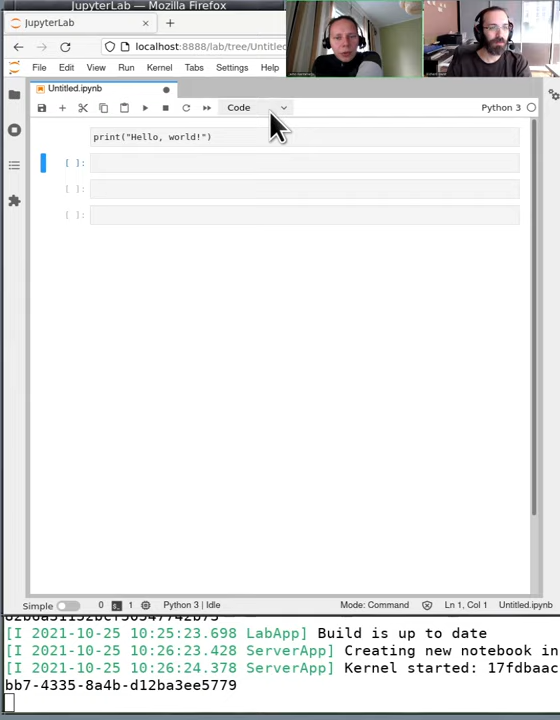 JupyterLab — Mozilla Firefox
JupyterLab × +
localhost:8888/lab/tree/Untitled
File Edit View Run Kernel Tabs Settings Help
Untitled.ipynb
Code Python 3
print("Hello, world!")
[ ]:
[ ]:
[ ]:
Simple 0 1 Python 3 | Idle Mode: Command Ln 1, Col 1 Untitled.ipynb
[I 2021-10-25 10:25:23.698 LabApp] Build is up to date
[I 2021-10-25 10:26:23.428 ServerApp] Creating new notebook in
[I 2021-10-25 10:26:24.378 ServerApp] Kernel started: 17fdbaac
bb7-4335-8a4b-d12ba3ee5779